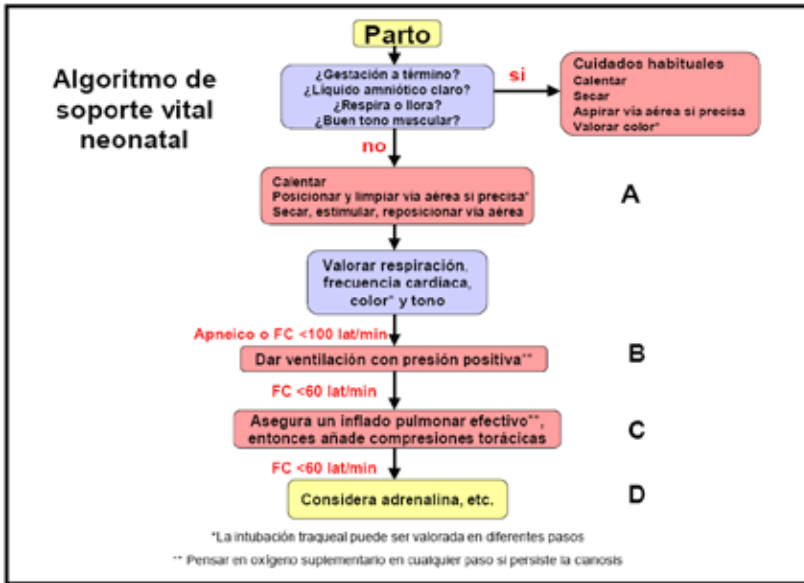 Parto
Algoritmo de
soporte vital
neonatal
¿Gestación a término?
¿Líquido amniótico claro?
¿Respira o llora?
¿Buen tono muscular?
si
Cuidados habituales
Calentar
Secar
Aspirar vía aérea si precisa
Valorar color*
no
Calentar
Posicionar y limpiar vía aérea si precisa*
Secar, estimular, reposicionar vía aérea
A
Valorar respiración,
frecuencia cardiaca,
color* y tono
Apneico o FC <100 lat/min
Dar ventilación con presión positiva**
B
FC <60 lat/min
Asegura un inflado pulmonar efectivo**,
entonces añade compresiones torácicas
C
FC <60 lat/min
Considera adrenalina, etc.
D
*La intubación traqueal puede ser valorada en diferentes pasos
** Pensar en oxígeno suplementario en cualquier paso si persiste la cianosis